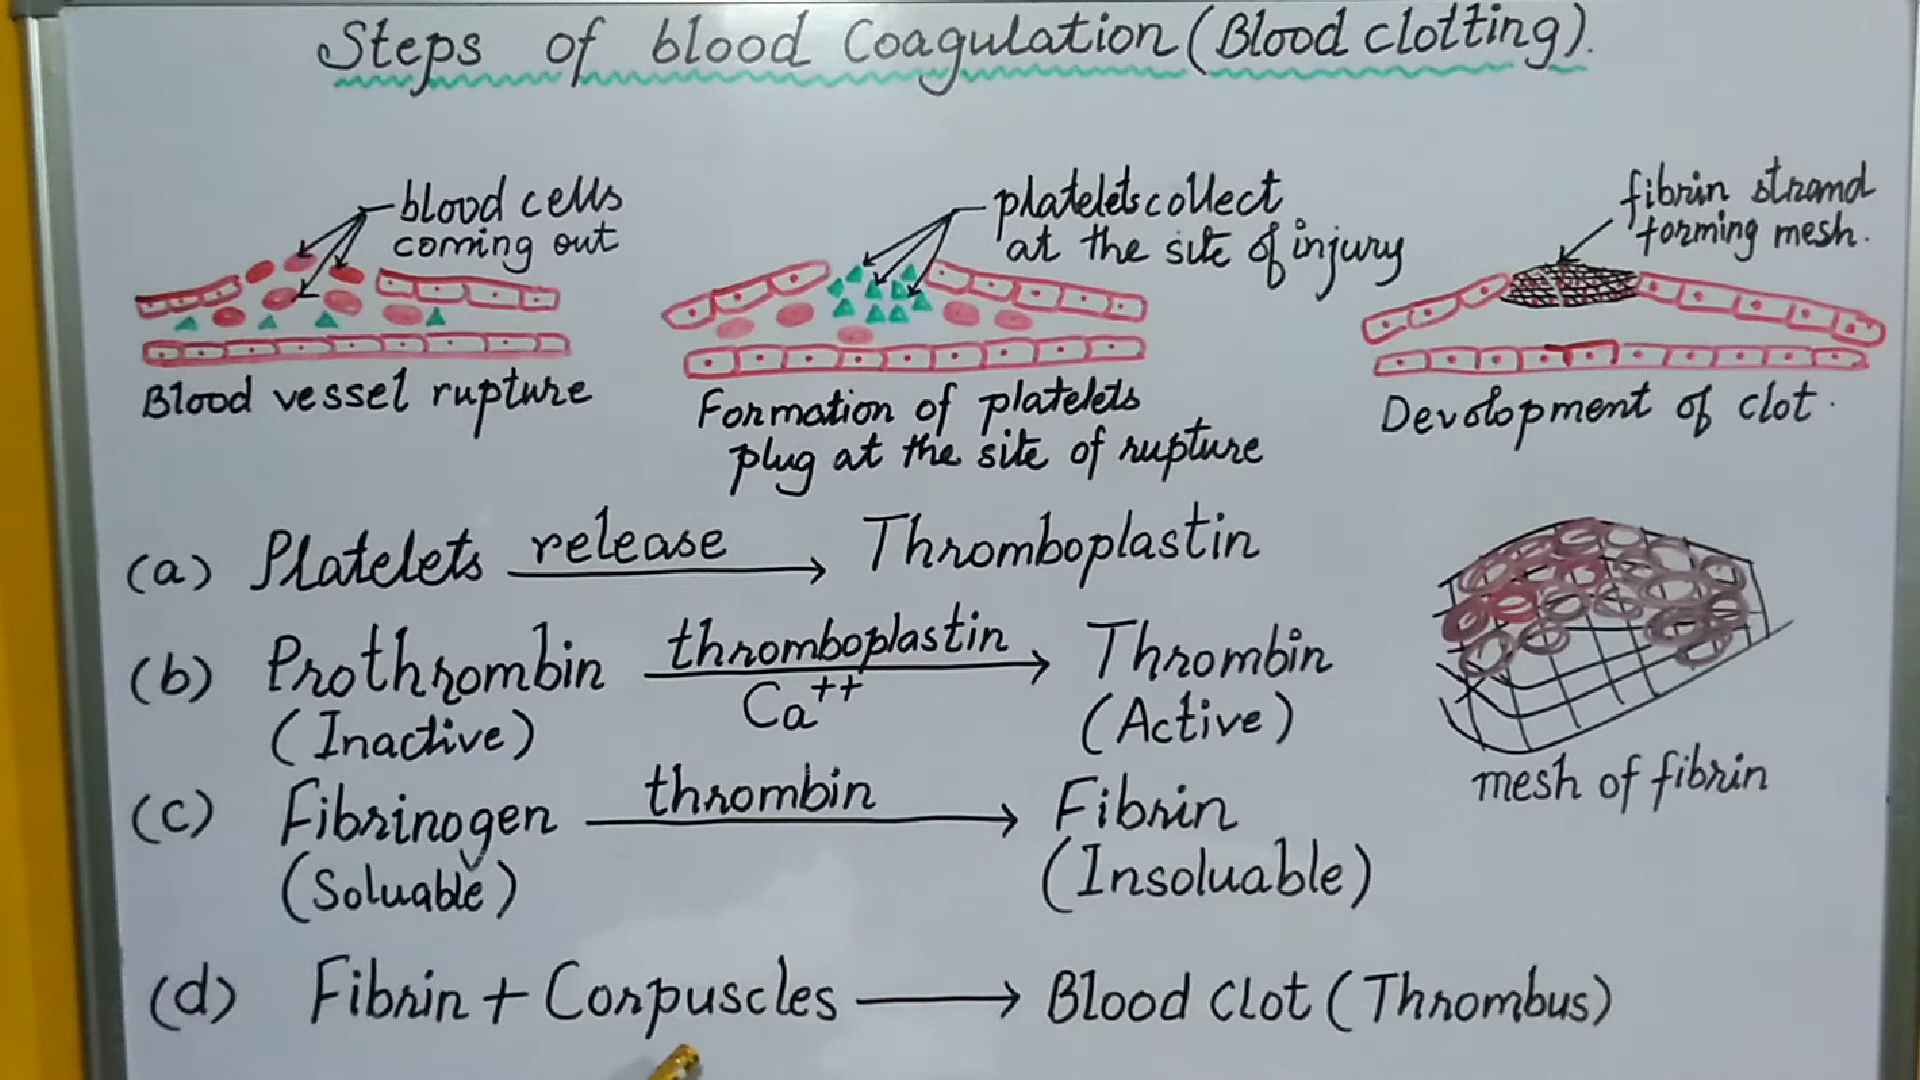 Steps of blood Coagulation (Blood clotting).
blood cells
coming out
platelets collect
at the site of injury
fibrin strand
forming mesh.
Blood vessel rupture
Formation of platelets
plug at the site of rupture
Devolopment of clot.
(a) Platelets release Thromboplastin
(b) Prothrombin thromboplastin Thrombin
Ca++
(Inactive) (Active)
mesh of fibrin
(c) Fibrinogen thrombin Fibrin
(Soluable) (Insoluable)
(d) Fibrin + Corpuscles → Blood Clot (Thrombus)